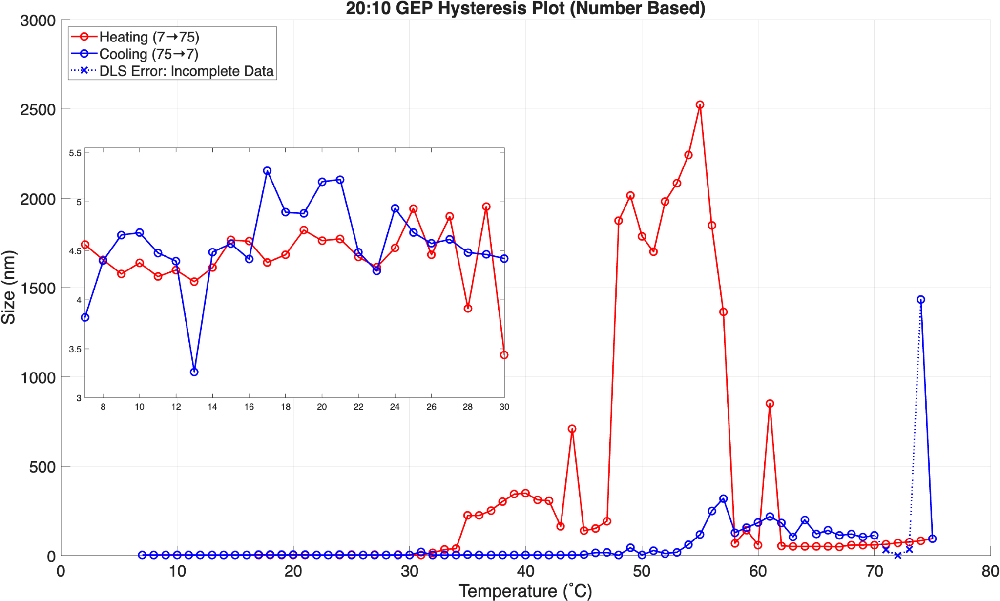 20:10 GEP Hysteresis Plot (Number Based)
Heating (7→75)
Cooling (75→7)
DLS Error: Incomplete Data
Size (nm)
3000
2500
2000
1500
1000
500
0
5.5
5
4.5
4
3.5
3
8 10 12 14 16 18 20 22 24 26 28 30
0 10 20 30 40 50 60 70 80
Temperature (˚C)